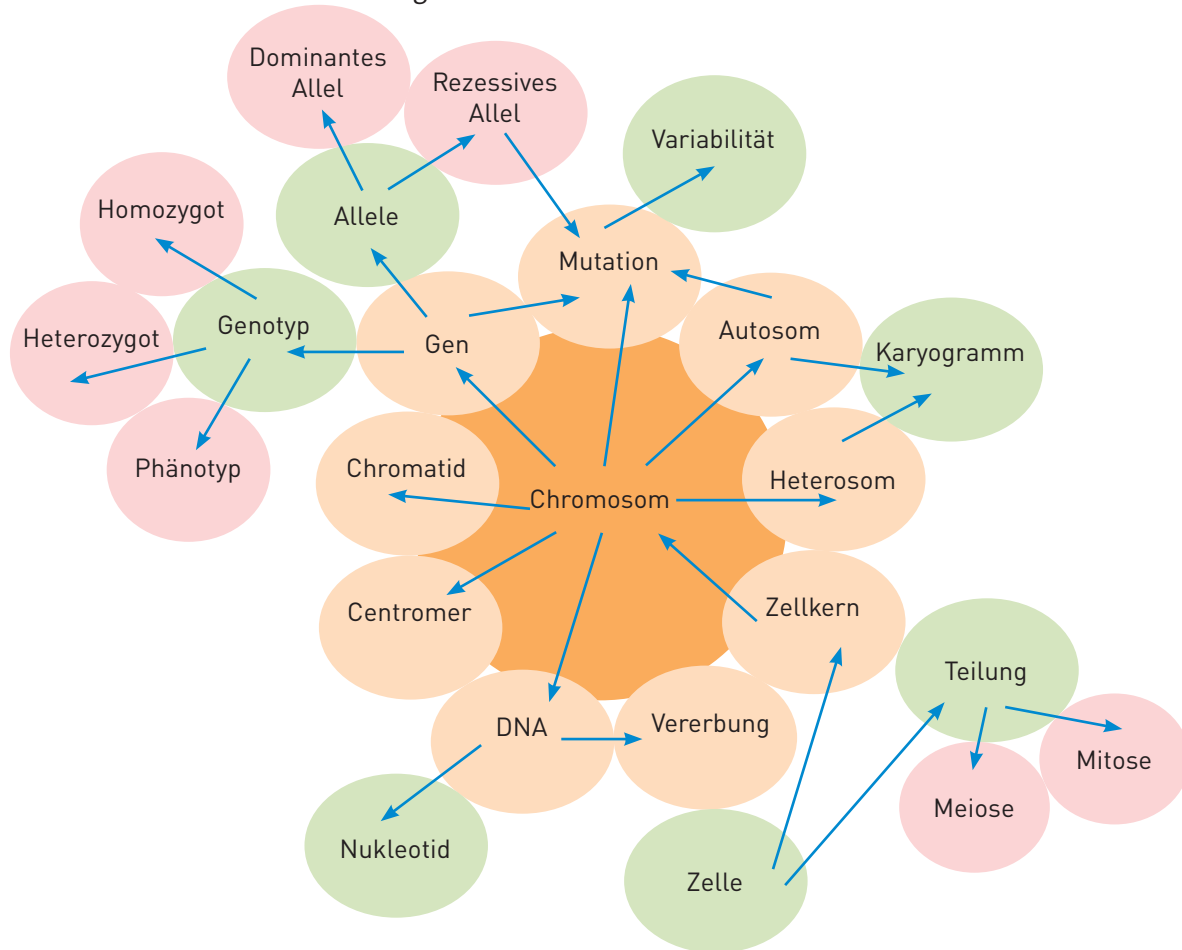 Dominantes
Allel
Rezessives
Allel
Variabilität
Homozygot
Allele
Mutation
Heterozygot
Genotyp
Gen
Autosom
Karyogramm
Phänotyp
Chromatid
Chromosom
Heterosom
Centromer
Zellkern
DNA
Vererbung
Teilung
Nukleotid
Zelle
Meiose
Mitose